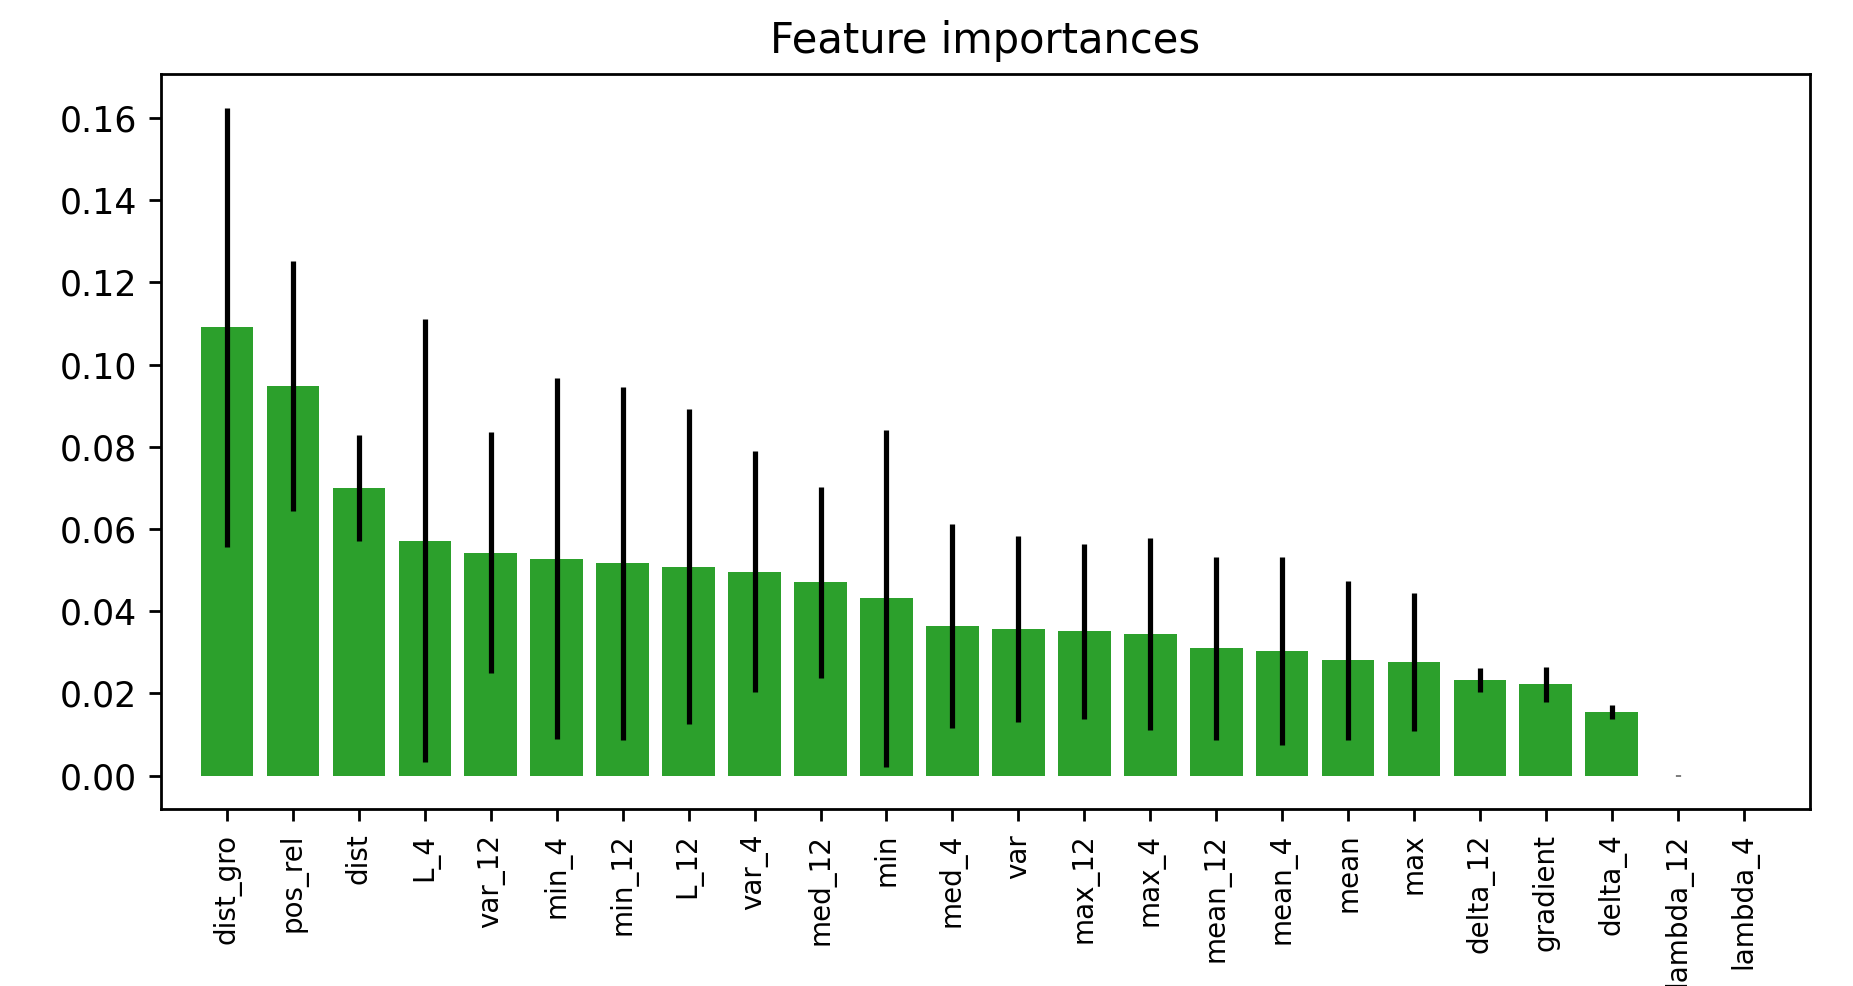 Feature importances
0.16
0.14
0.12
0.10
0.08
0.06
0.04
0.02
0.00
dist_gro
pos_rel
dist
L_4
var_12
min_4
min_12
L_12
var_4
med_12
min
med_4
var
max_12
max_4
mean_12
mean_4
mean
max
delta_12
gradient
delta_4
lambda_12
lambda_4